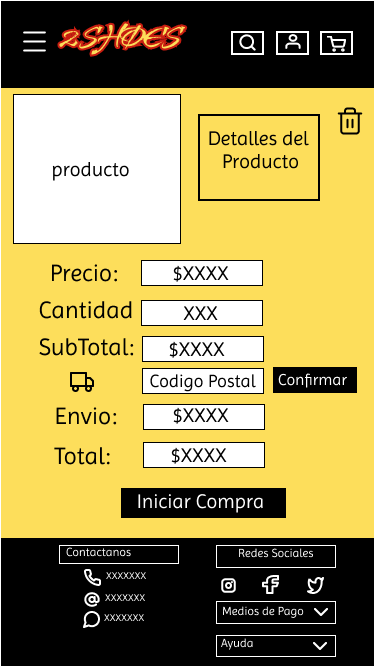 2SHOES
producto
Detalles del
Producto
Precio: $XXXX
Cantidad XXX
SubTotal: $XXXX
Codigo Postal Confirmar
Envio: $XXXX
Total: $XXXX
Iniciar Compra
Contactanos
xxxxxxx
xxxxxxx
xxxxxxx
Redes Sociales
Medios de Pago
Ayuda